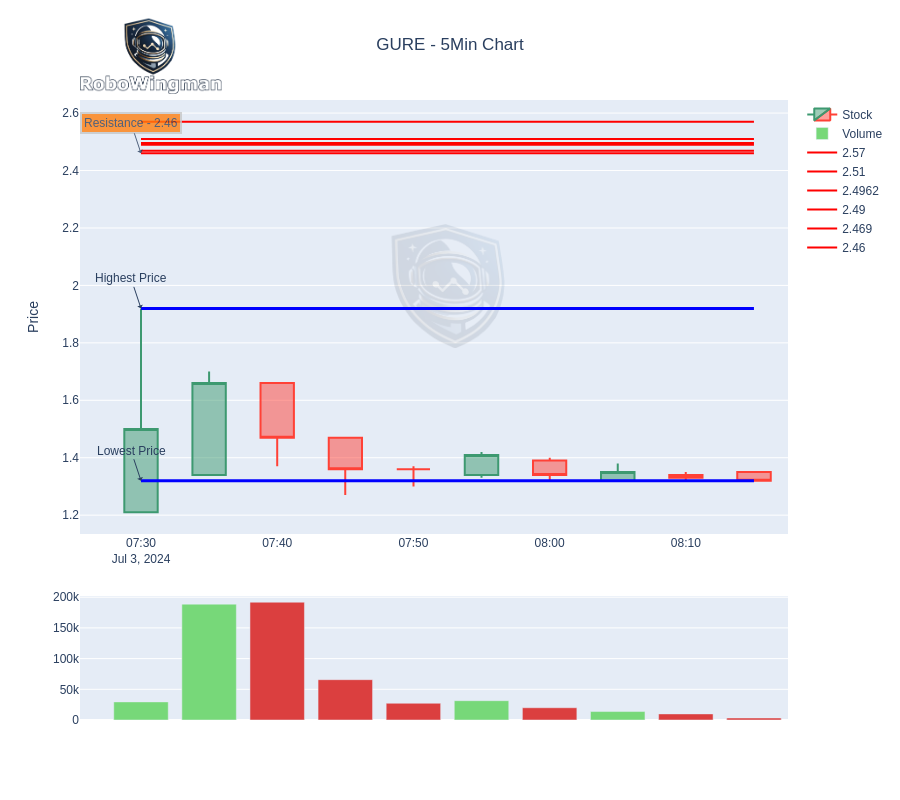 GURE - 5Min Chart
RoboWingman
2.6
Resistance - 2.46
2.4
2.2
2
1.8
1.6
1.4
1.2
Price
Highest Price
Lowest Price
07:30
07:40
07:50
08:00
08:10
Jul 3, 2024
Stock
Volume
2.57
2.51
2.4962
2.49
2.469
2.46
200k
150k
100k
50k
0